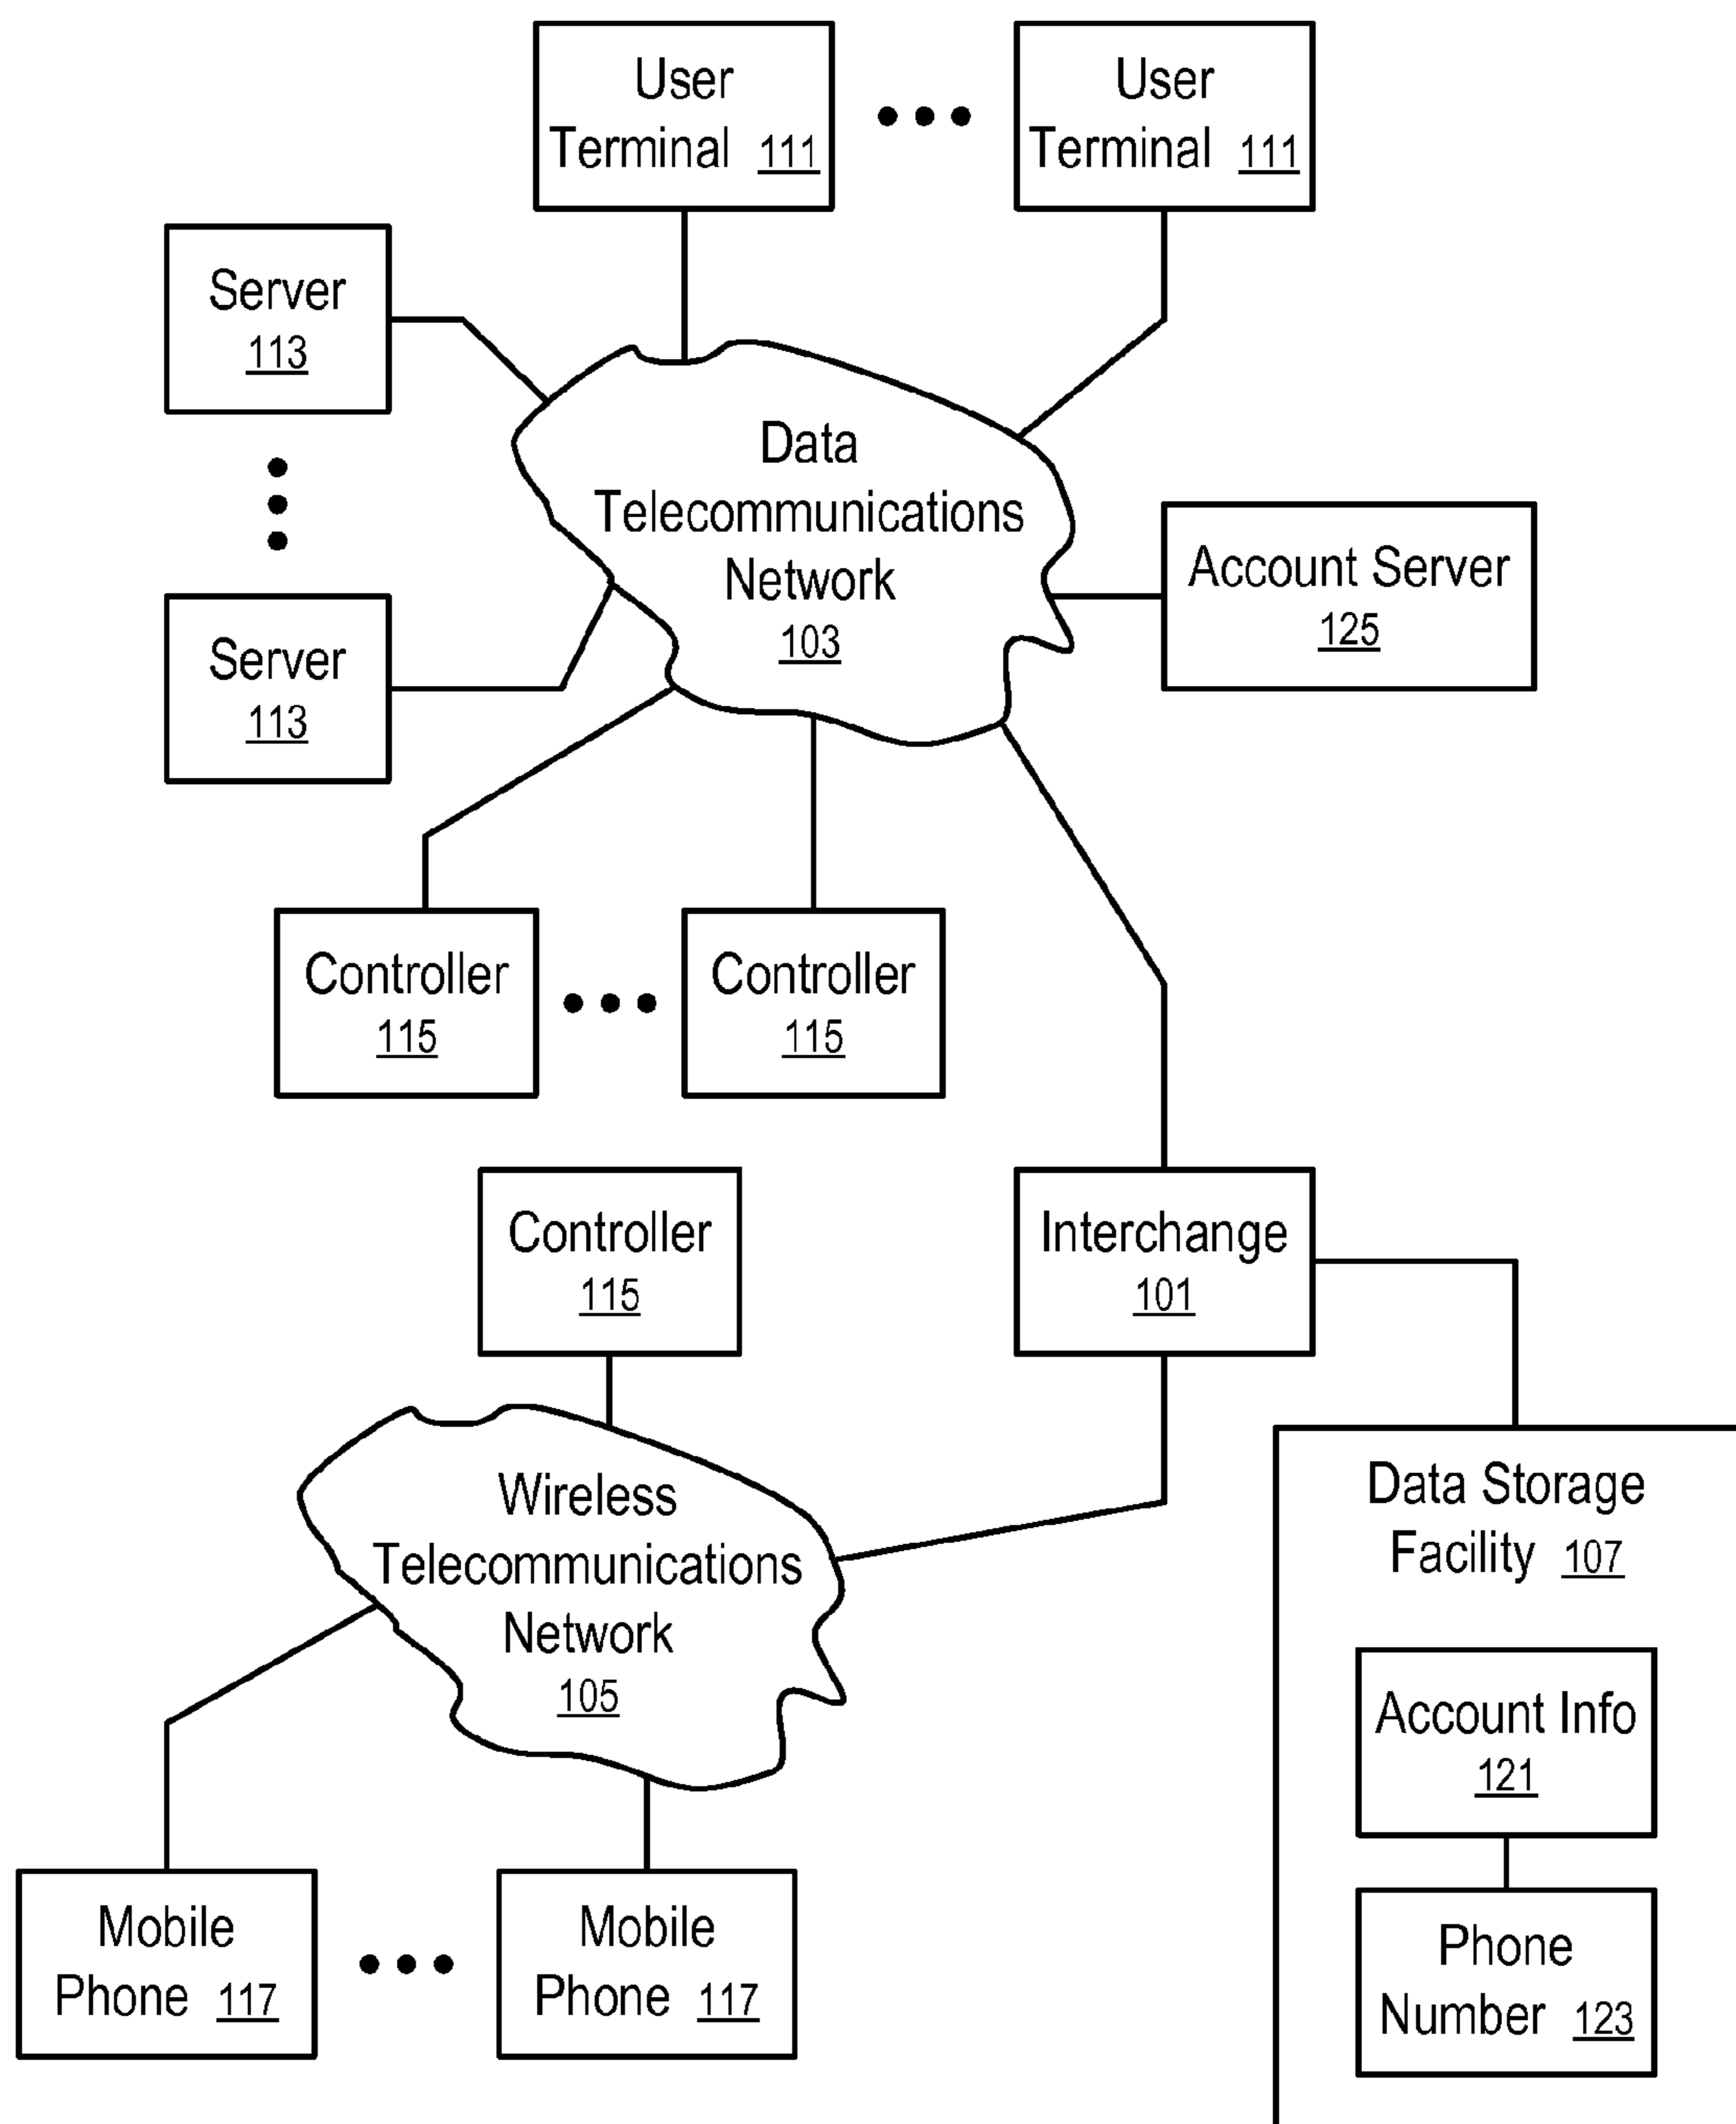 User
Terminal 111
User
Terminal 111
Server
113
Data
Telecommunications
Network
103
Account Server
125
Server
113
Controller
115
Controller
115
Controller
115
Interchange
101
Wireless
Telecommunications
Network
105
Data Storage
Facility 107
Account Info
121
Mobile
Phone 117
Mobile
Phone 117
Phone
Number 123